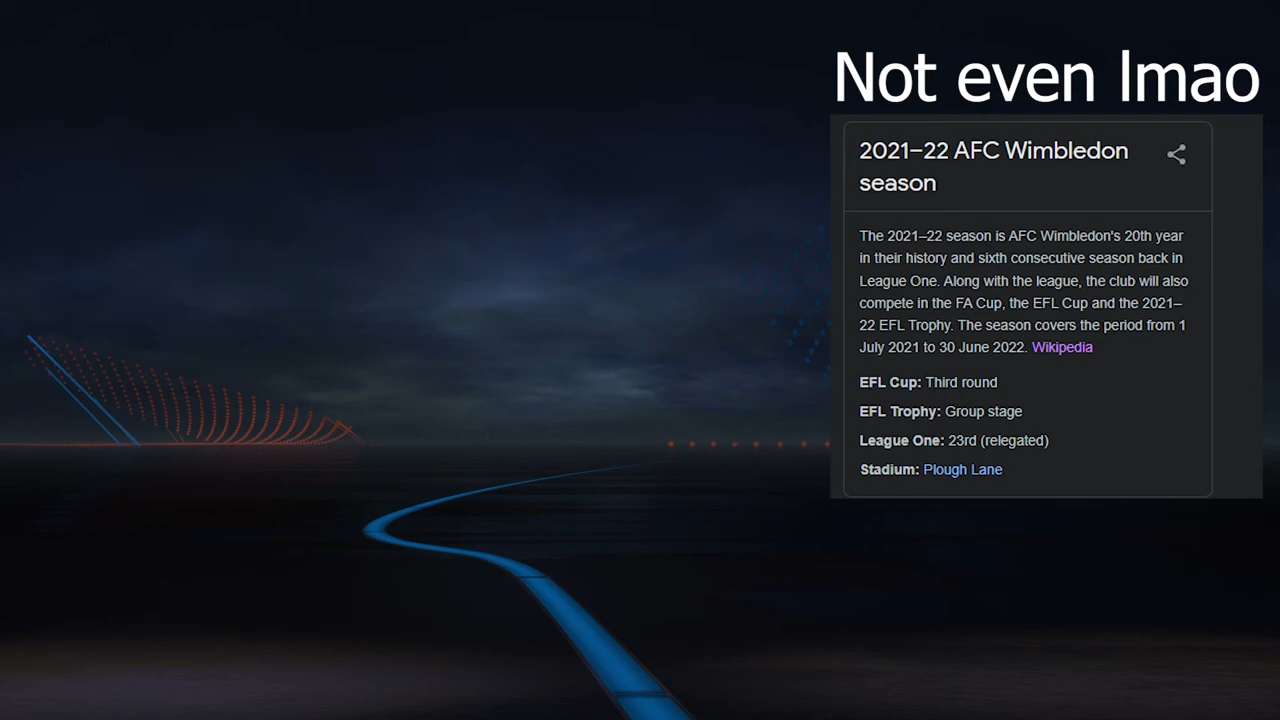 Not even lmao
2021–22 AFC Wimbledon
season
The 2021–22 season is AFC Wimbledon's 20th year
in their history and sixth consecutive season back in
League One. Along with the league, the club will also
compete in the FA Cup, the EFL Cup and the 2021–
22 EFL Trophy. The season covers the period from 1
July 2021 to 30 June 2022. Wikipedia
EFL Cup: Third round
EFL Trophy: Group stage
League One: 23rd (relegated)
Stadium: Plough Lane